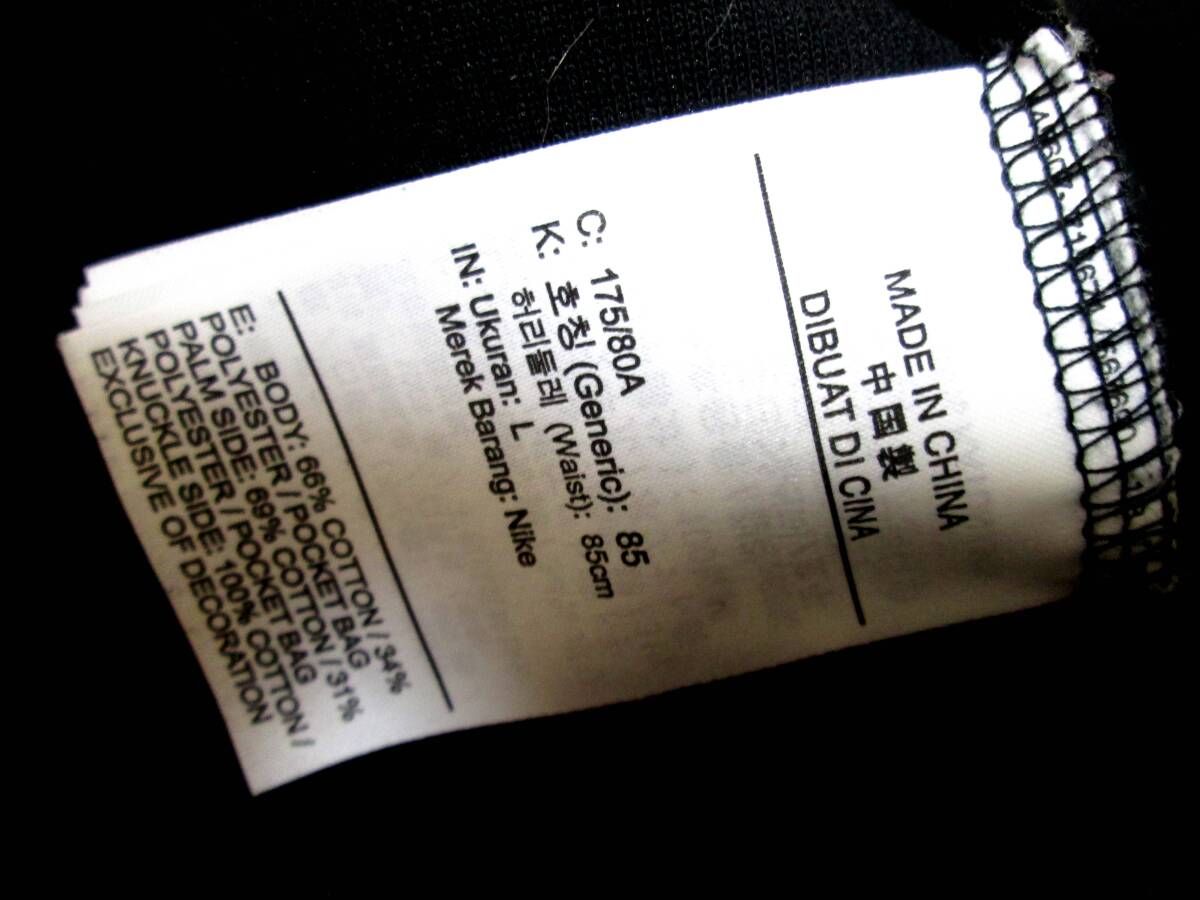 MADE IN CHINA
中国製
DIBUAT DI CINA
C: 175/80A
K: 호칭 (Generic): 85
허리둘레 (Waist): 85cm
IN: Ukuran: L
Merek Barang: Nike
E: BODY: 66% COTTON / 34%
POLYESTER / POCKET BAG
PALM SIDE: 69% COTTON / 31%
POLYESTER / POCKET BAG
KNUCKLE SIDE: 100% COTTON /
EXCLUSIVE OF DECORATION